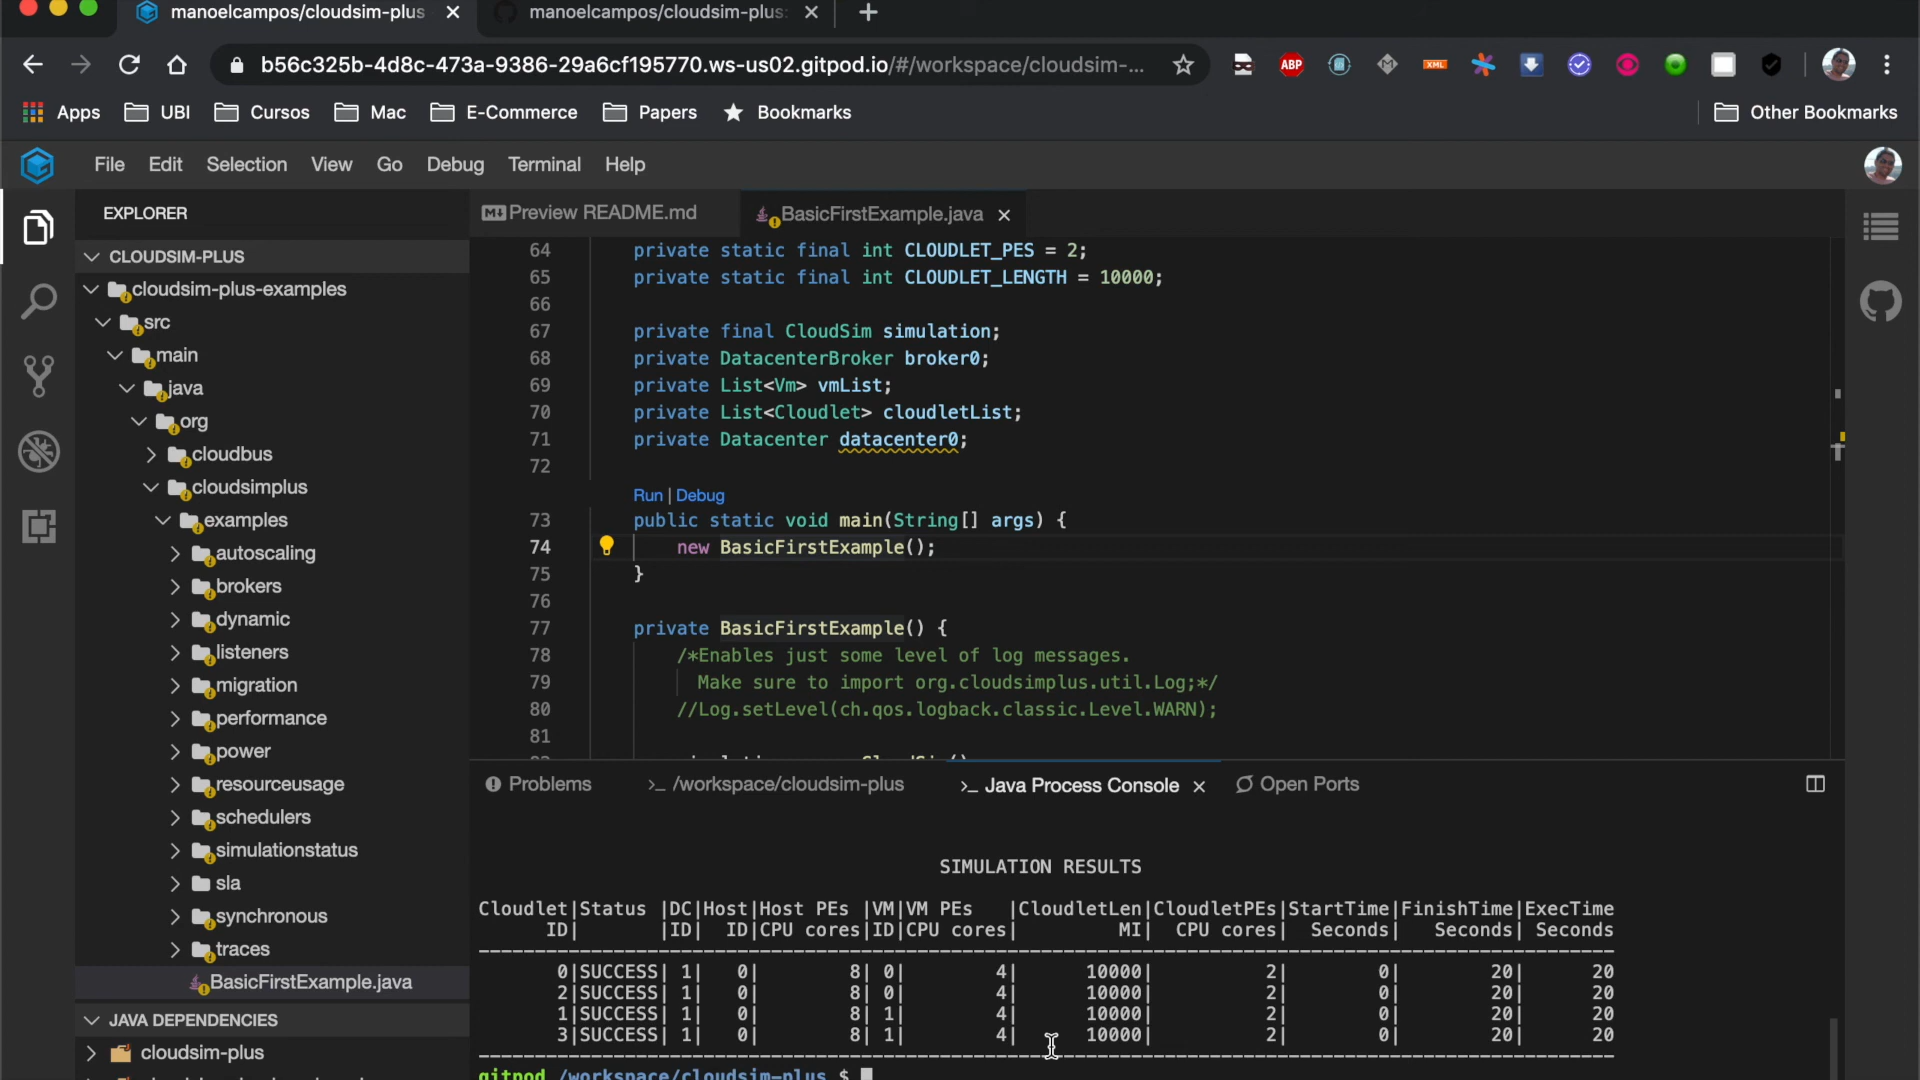 manoelcampos/cloudsim-plus
manoelcampos/cloudsim-plus:
b56c325b-4d8c-473a-9386-29a6cf195770.ws-us02.gitpod.io/#/workspace/cloudsim-...
ABP
XML
Apps UBI Cursos Mac E-Commerce Papers Bookmarks Other Bookmarks
File Edit Selection View Go Debug Terminal Help
EXPLORER
CLOUDSIM-PLUS
cloudsim-plus-examples
src
main
java
org
cloudbus
cloudsimplus
examples
autoscaling
brokers
dynamic
listeners
migration
performance
power
resourceusage
schedulers
simulationstatus
sla
synchronous
traces
BasicFirstExample.java
JAVA DEPENDENCIES
cloudsim-plus
Preview README.md
BasicFirstExample.java
64 private static final int CLOUDLET_PES = 2;
65 private static final int CLOUDLET_LENGTH = 10000;
66
67 private final CloudSim simulation;
68 private DatacenterBroker broker0;
69 private List<Vm> vmList;
70 private List<Cloudlet> cloudletList;
71 private Datacenter datacenter0;
72
Run | Debug
73 public static void main(String[] args) {
74 new BasicFirstExample();
75 }
76
77 private BasicFirstExample() {
78 /*Enables just some level of log messages.
79 Make sure to import org.cloudsimplus.util.Log;*/
80 //Log.setLevel(ch.qos.logback.classic.Level.WARN);
81
Problems >_ /workspace/cloudsim-plus >_ Java Process Console Open Ports
SIMULATION RESULTS
Cloudlet|Status |DC|Host|Host PEs |VM|VM PEs |CloudletLen|CloudletPEs|StartTime|FinishTime|ExecTime
ID| |ID| ID|CPU cores|ID|CPU cores| MI| CPU cores| Seconds| Seconds| Seconds
0|SUCCESS| 1| 0| 8| 0| 4| 10000| 2| 0| 20| 20
2|SUCCESS| 1| 0| 8| 0| 4| 10000| 2| 0| 20| 20
1|SUCCESS| 1| 0| 8| 1| 4| 10000| 2| 0| 20| 20
3|SUCCESS| 1| 0| 8| 1| 4| 10000| 2| 0| 20| 20
gitpod /workspace/cloudsim-plus $